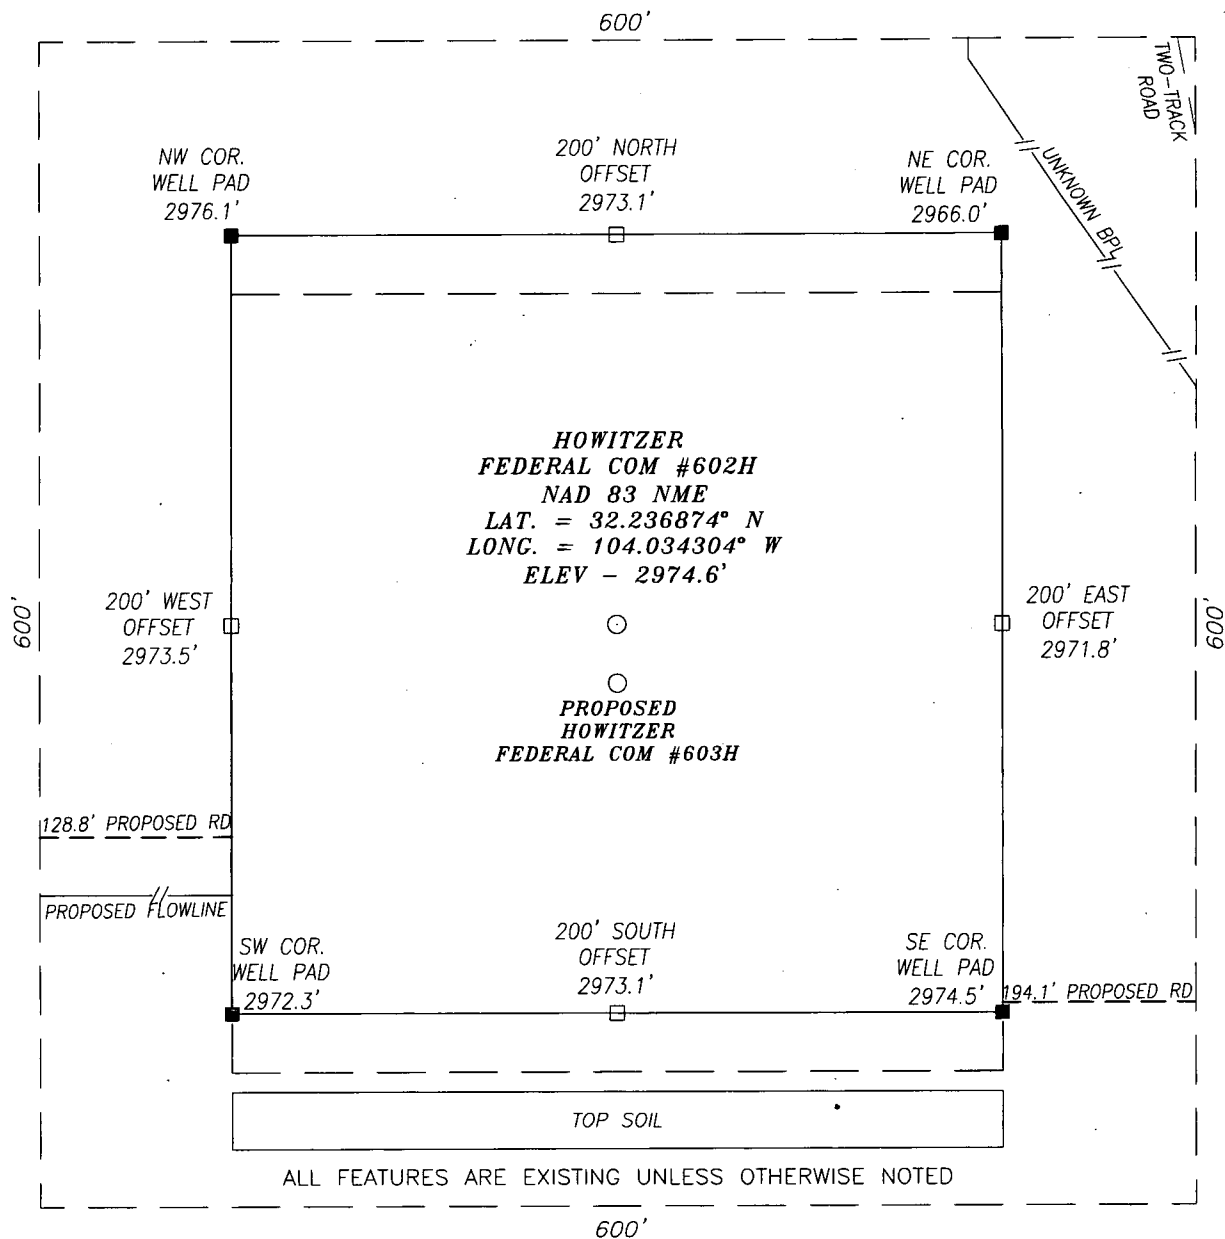 600'
TWO-TRACK
ROAD
NW COR.
WELL PAD
2976.1'
200' NORTH
OFFSET
2973.1'
NE COR.
WELL PAD
2966.0'
UNKNOWN BPL
HOWITZER
FEDERAL COM #602H
NAD 83 NME
LAT. = 32.236874° N
LONG. = 104.034304° W
ELEV - 2974.6'
600'
200' WEST
OFFSET
2973.5'
200' EAST
OFFSET
2971.8'
600'
PROPOSED
HOWITZER
FEDERAL COM #603H
128.8' PROPOSED RD
PROPOSED FLOWLINE
SW COR.
WELL PAD
2972.3'
200' SOUTH
OFFSET
2973.1'
SE COR.
WELL PAD
2974.5'
194.1' PROPOSED RD
TOP SOIL
ALL FEATURES ARE EXISTING UNLESS OTHERWISE NOTED
600'